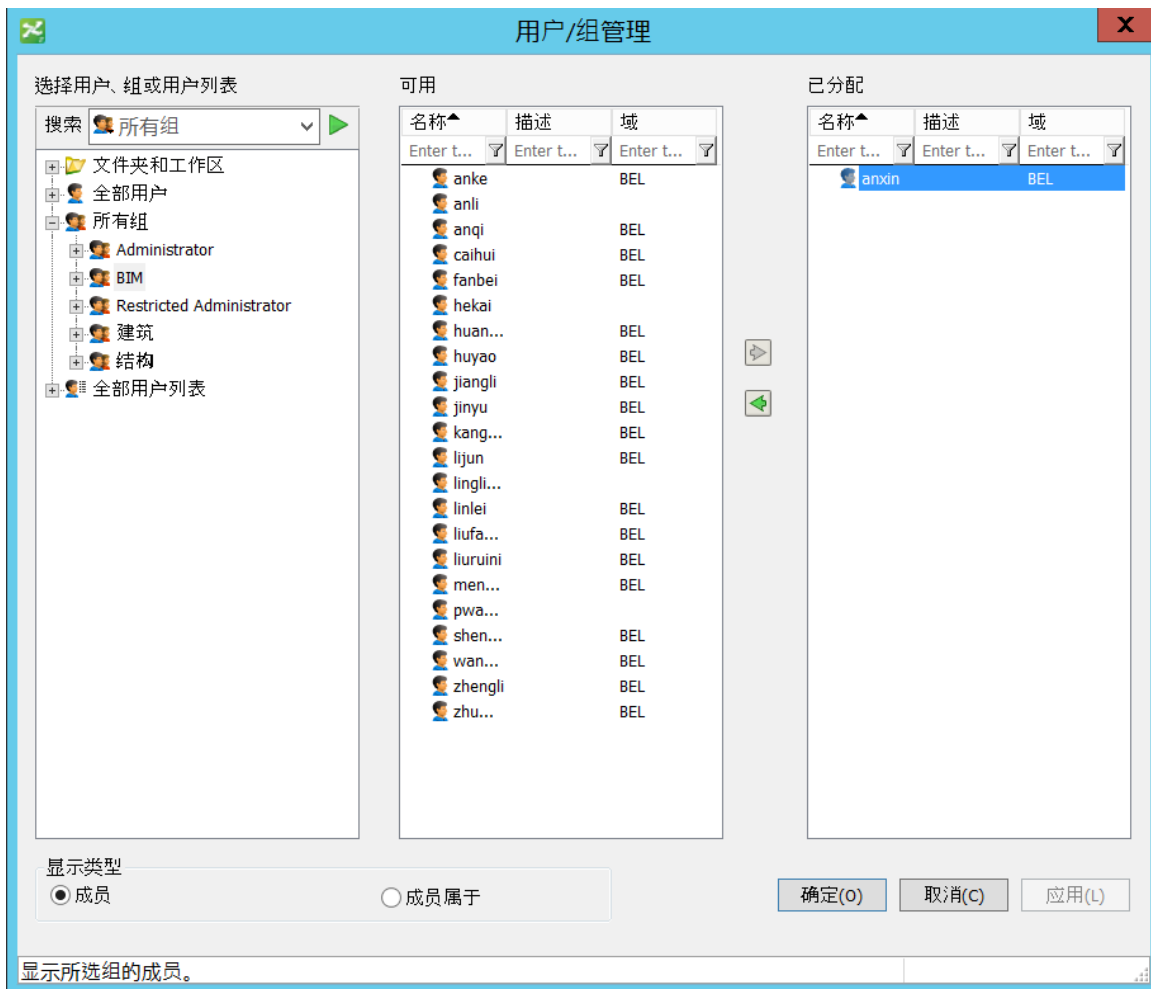 用户/组管理
X
选择用户、组或用户列表
可用
已分配
搜索 所有组
文件夹和工作区
全部用户
所有组
Administrator
BIM
Restricted Administrator
建筑
结构
全部用户列表
名称 描述 域
Enter t... Enter t... Enter t...
anke BEL
anli
anqi BEL
caihui BEL
fanbei BEL
hekai
huan... BEL
huyao BEL
jiangli BEL
jinyu BEL
kang... BEL
lijun BEL
lingli...
linlei BEL
liufa... BEL
liuruini BEL
men... BEL
pwa...
shen... BEL
wan... BEL
zhengli BEL
zhu... BEL
名称 描述 域
Enter t... Enter t... Enter t...
anxin BEL
显示类型
成员 成员属于
确定(O) 取消(C) 应用(L)
显示所选组的成员。